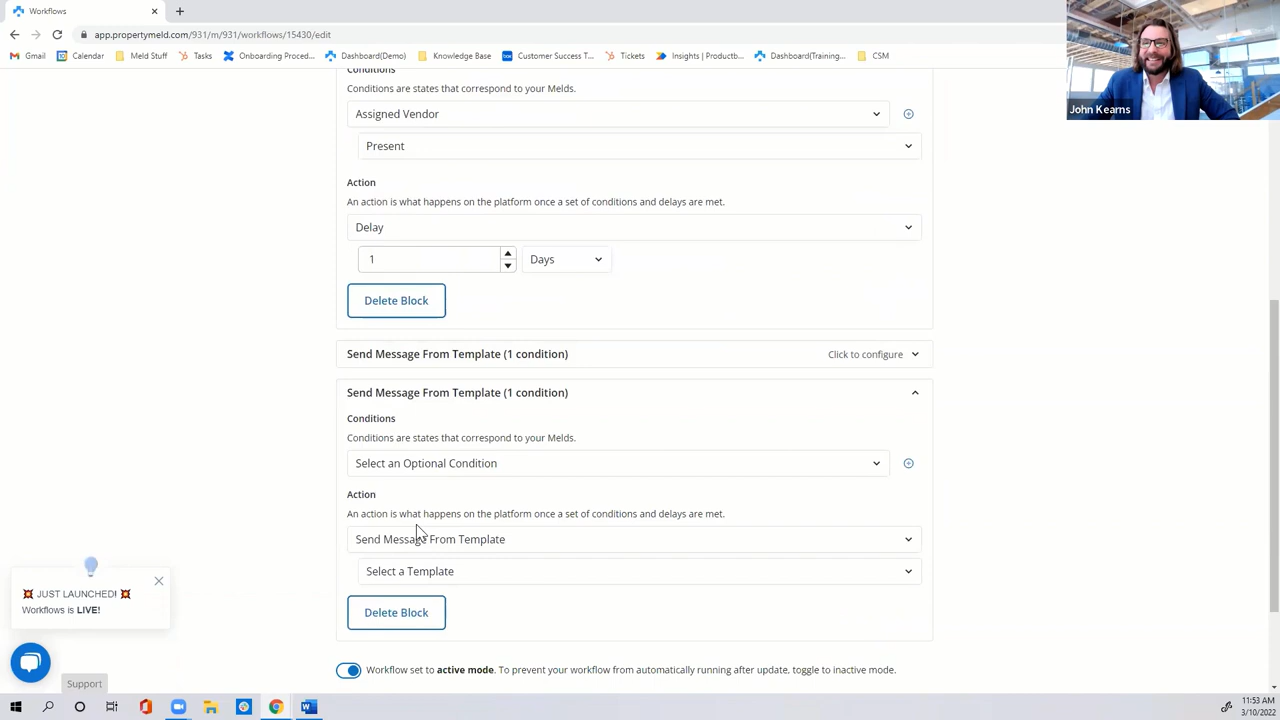 Workflows
app.propertymeld.com/931/m/931/workflows/15430/edit
Gmail
Calendar
Meld Stuff
Tasks
Onboarding Proced...
Dashboard(Demo)
Knowledge Base
Customer Success T...
Tickets
Insights | Productb...
Dashboard(Training...
CSM
John Kearns
Conditions
Conditions are states that correspond to your Melds.
Assigned Vendor
Present
Action
An action is what happens on the platform once a set of conditions and delays are met.
Delay
1
Days
Delete Block
Send Message From Template (1 condition)
Click to configure
Send Message From Template (1 condition)
Conditions
Conditions are states that correspond to your Melds.
Select an Optional Condition
Action
An action is what happens on the platform once a set of conditions and delays are met.
Send Message From Template
Select a Template
Delete Block
JUST LAUNCHED!
Workflows is LIVE!
Workflow set to active mode. To prevent your workflow from automatically running after update, toggle to inactive mode.
Support
11:53 AM
3/10/2022